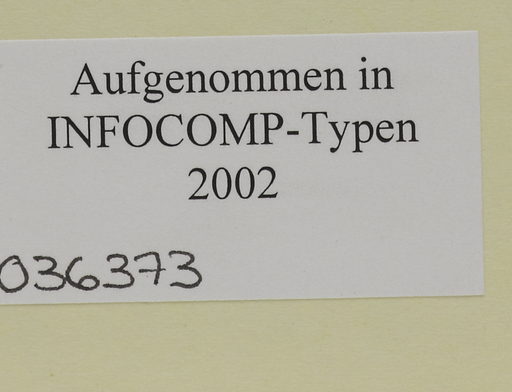 Aufgenommen in
INFOCOMP-Typen
2002
036373